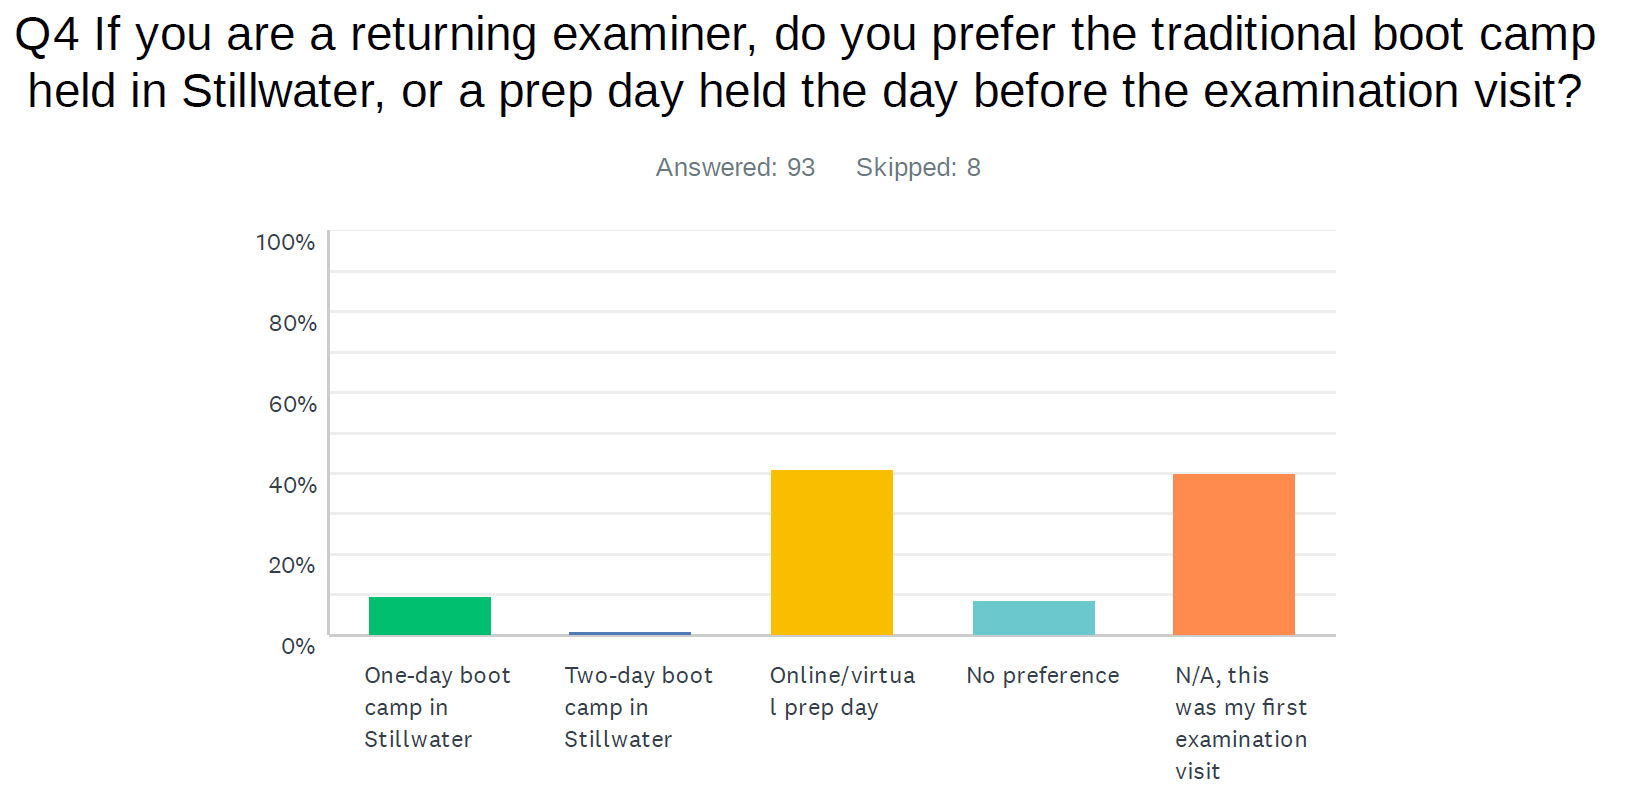 Q4 If you are a returning examiner, do you prefer the traditional boot camp
held in Stillwater, or a prep day held the day before the examination visit?
Answered: 93 Skipped: 8
100%
80%
60%
40%
20%
0%
One-day boot
camp in
Stillwater
Two-day boot
camp in
Stillwater
Online/virtua
l prep day
No preference
N/A, this
was my first
examination
visit